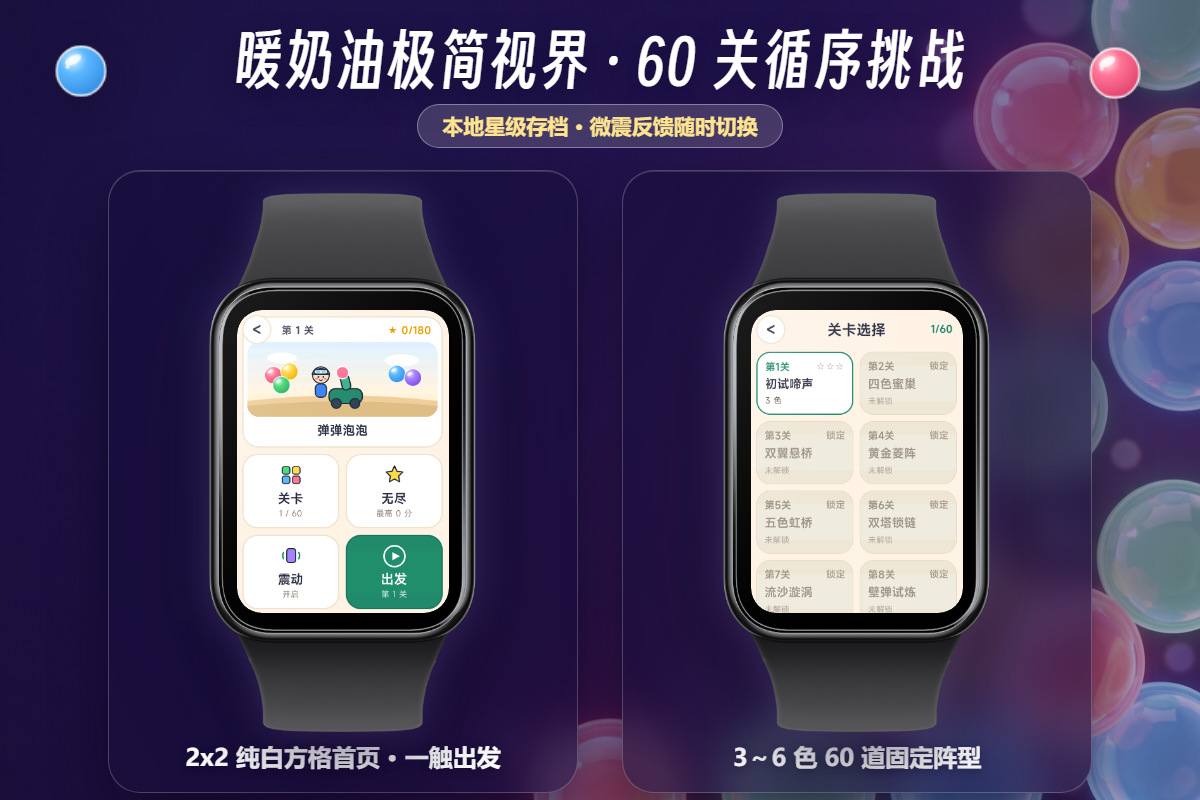 暖奶油极简视界·60 关循序挑战
本地星级存档·微震反馈随时切换
< 第 1 关 ★ 0/180
弹弹泡泡
关卡
1 / 60
无尽
最高 0 分
震动
开启
出发
第 1 关
2x2 纯白方格首页·一触出发
< 关卡选择 1/60
第1关 ☆☆☆
初试啼声
3 色
第2关 锁定
四色蜜巢
未解锁
第3关 锁定
双翼悬桥
未解锁
第4关 锁定
黄金菱阵
未解锁
第5关 锁定
五色虹桥
未解锁
第6关 锁定
双塔锁链
未解锁
第7关 锁定
流沙漩涡
未解锁
第8关 锁定
壁弹试炼
未解锁
3~6 色 60 道固定阵型